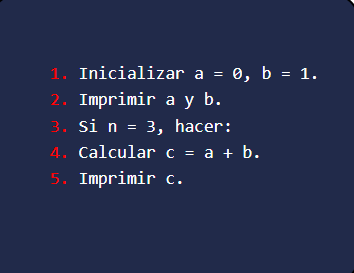 1. Inicializar a = 0, b = 1.
2. Imprimir a y b.
3. Si n = 3, hacer:
4. Calcular c = a + b.
5. Imprimir c.